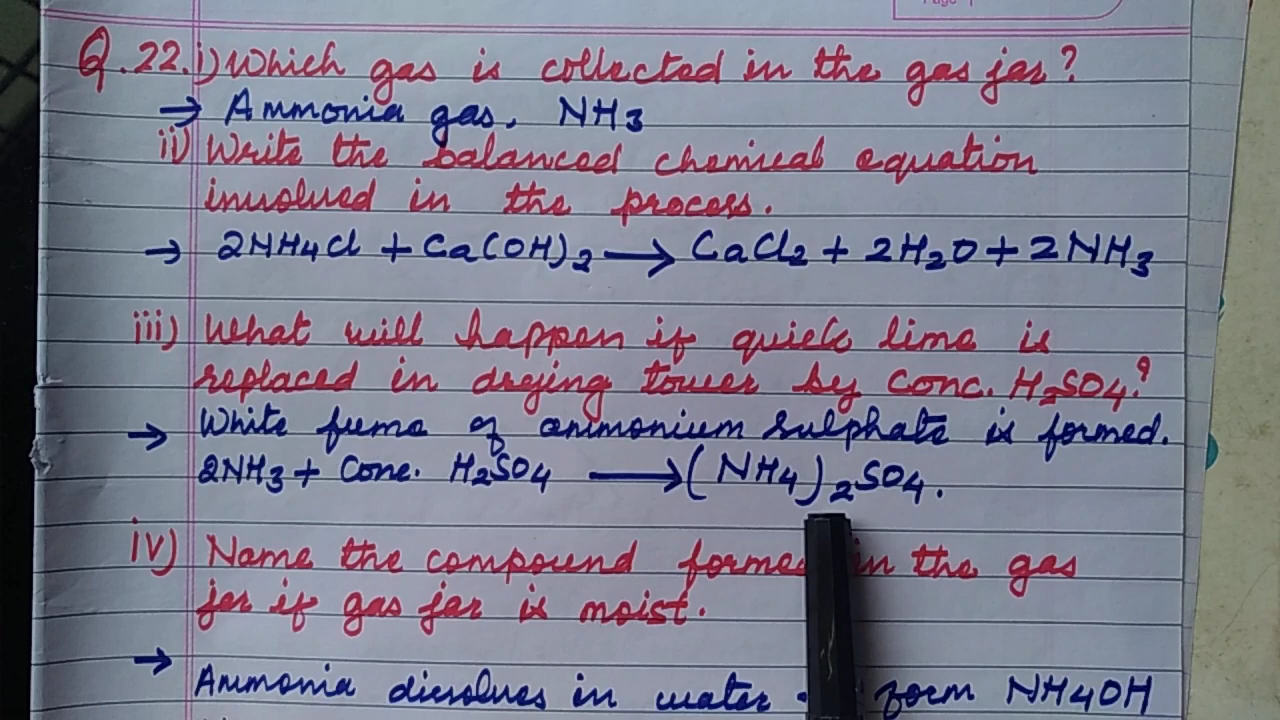 Page
Q.22.i) Which gas is collected in the gas jar?
→ Ammonia gas, NH3
ii) Write the balanced chemical equation
involved in the process.
→ 2NH4Cl + Ca(OH)2 → CaCl2 + 2H2O + 2NH3
iii) What will happen if quick lime is
replaced in drying tower by Conc. H2SO4?
→ White fume of ammonium sulphate is formed.
2NH3 + Conc. H2SO4 → (NH4)2SO4.
iv) Name the compound formed in the gas
jar if gas jar is moist.
→
Ammonia dissolves in water form NH4OH